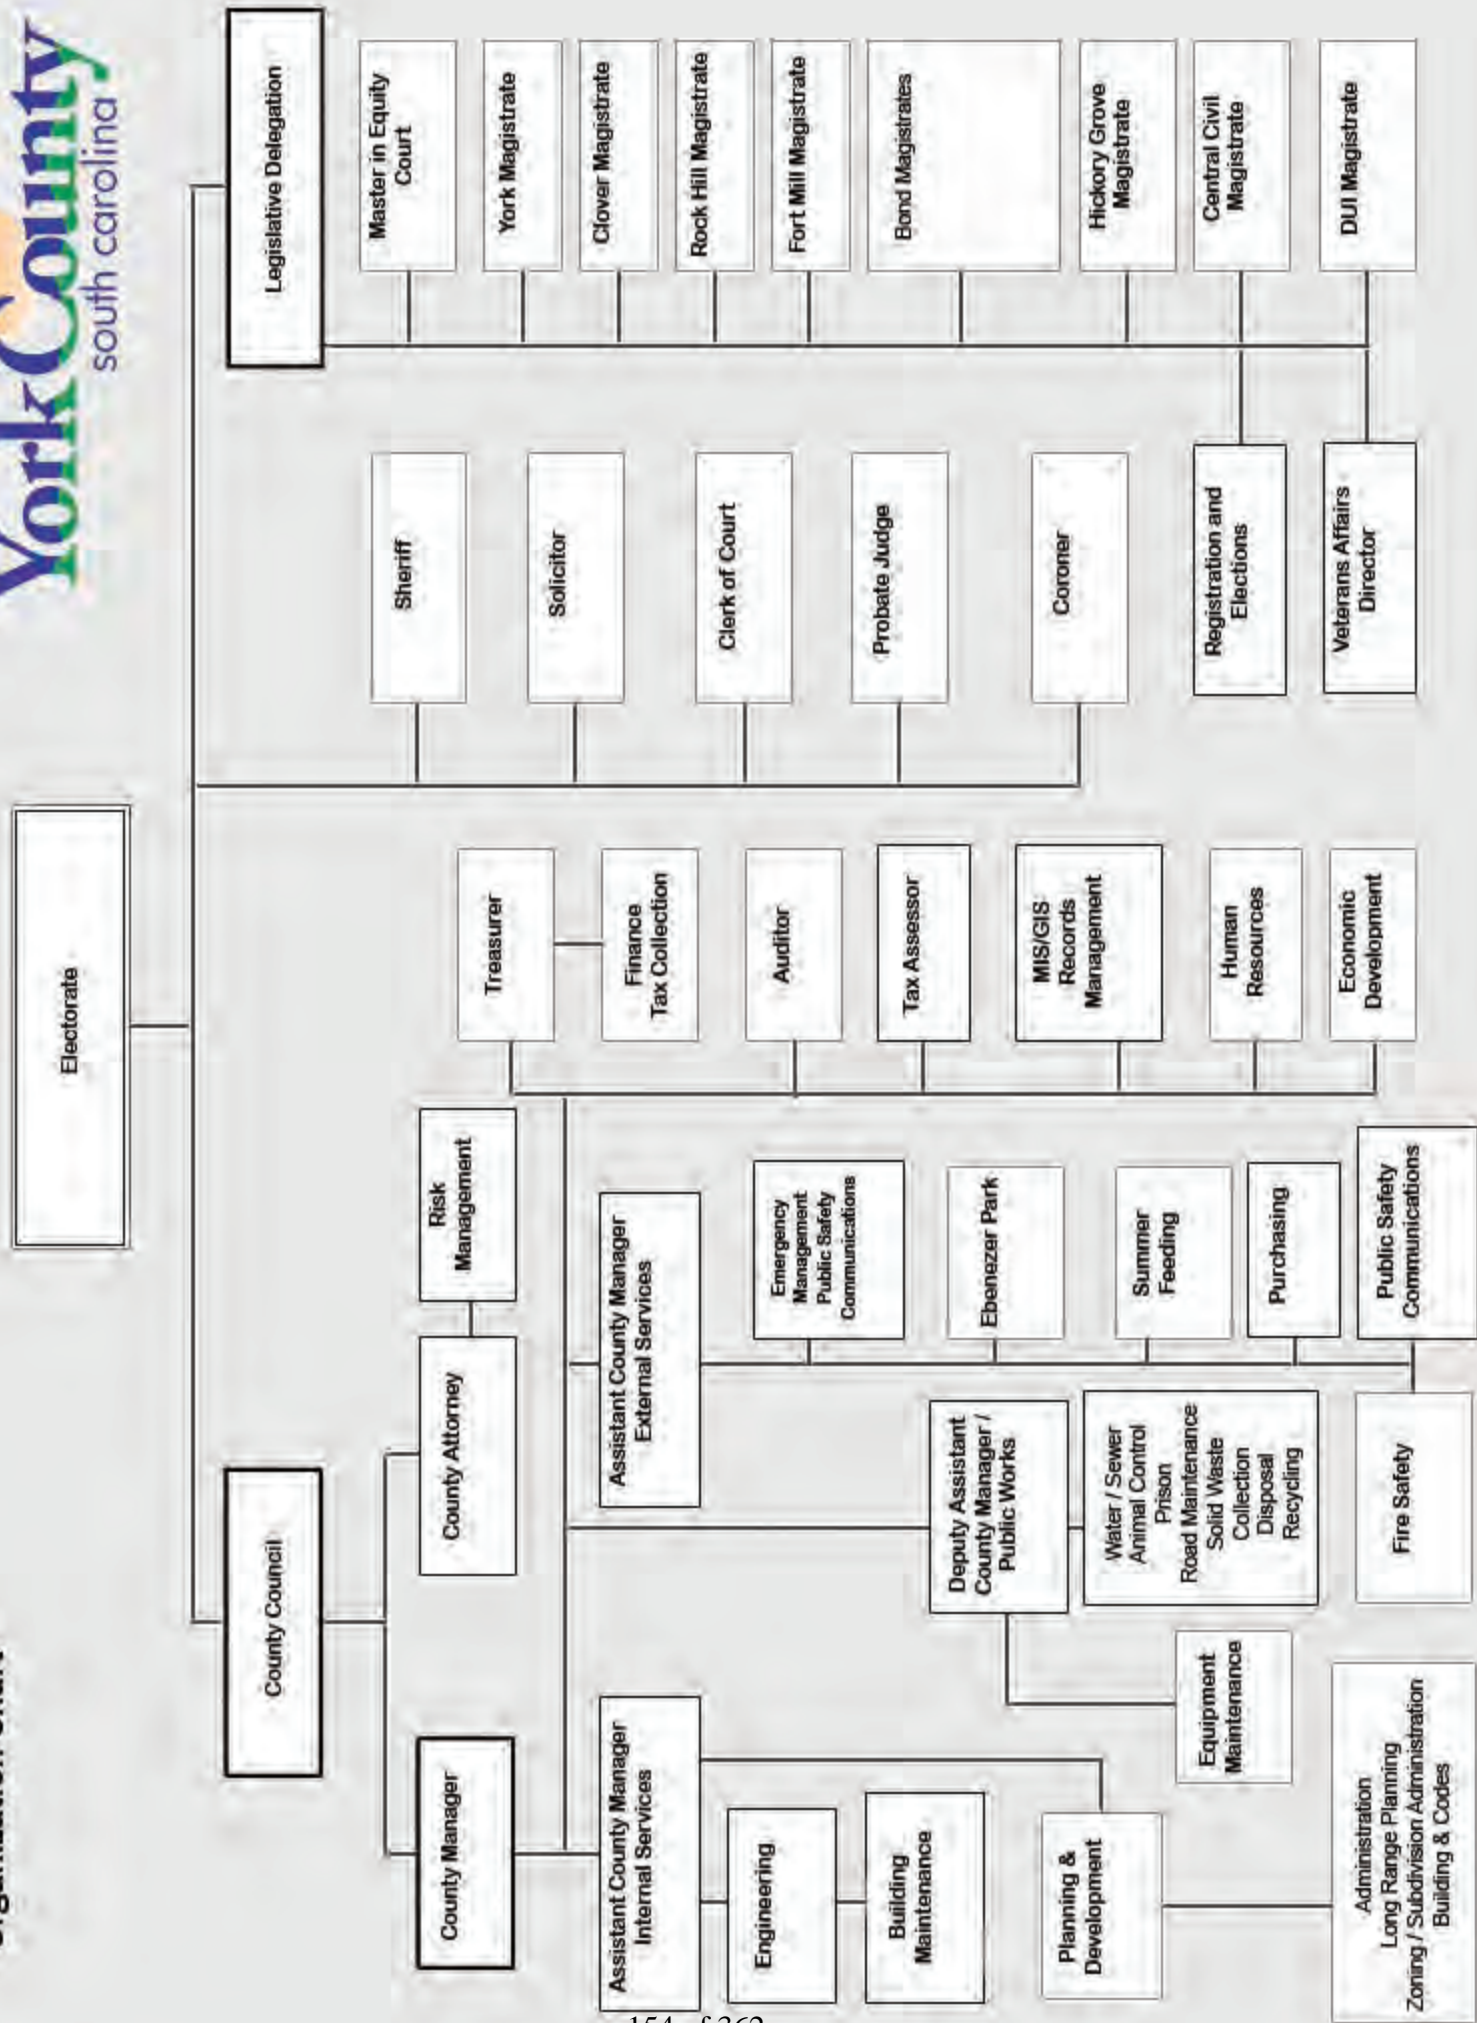 York County
south carolina
Electorate
County Council
Legislative Delegation
County Manager
County Attorney
Risk
Management
Assistant County Manager
Internal Services
Engineering
Building
Maintenance
Planning &
Development
Administration
Long Range Planning
Zoning / Subdivision Administration
Building & Codes
Equipment
Maintenance
Deputy Assistant
County Manager /
Public Works
Water / Sewer
Animal Control
Prison
Road Maintenance
Solid Waste
Collection
Disposal
Recycling
Fire Safety
Assistant County Manager
External Services
Emergency
Management
Public Safety
Communications
Ebenezer Park
Summer
Feeding
Purchasing
Public Safety
Communications
Treasurer
Finance
Tax Collection
Auditor
Tax Assessor
MIS/GIS
Records
Management
Human
Resources
Economic
Development
Sheriff
Solicitor
Clerk of Court
Probate Judge
Coroner
Registration and
Elections
Veterans Affairs
Director
Master in Equity
Court
York Magistrate
Clover Magistrate
Rock Hill Magistrate
Fort Mill Magistrate
Bond Magistrates
Hickory Grove
Magistrate
Central Civil
Magistrate
DUI Magistrate